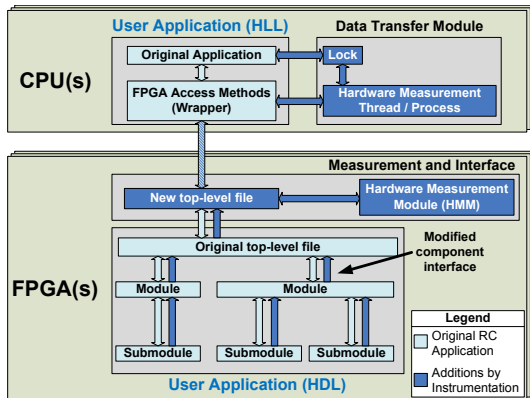 User Application (HLL)
Data Transfer Module
Original Application
Lock
CPU(s)
FPGA Access Methods
(Wrapper)
Hardware Measurement
Thread / Process
Measurement and Interface
New top-level file
Hardware Measurement
Module (HMM)
Original top-level file
Modified
component
interface
FPGA(s)
Module
Module
Legend
Original RC
Application
Additions by
Instrumentation
Submodule
Submodule
Submodule
User Application (HDL)